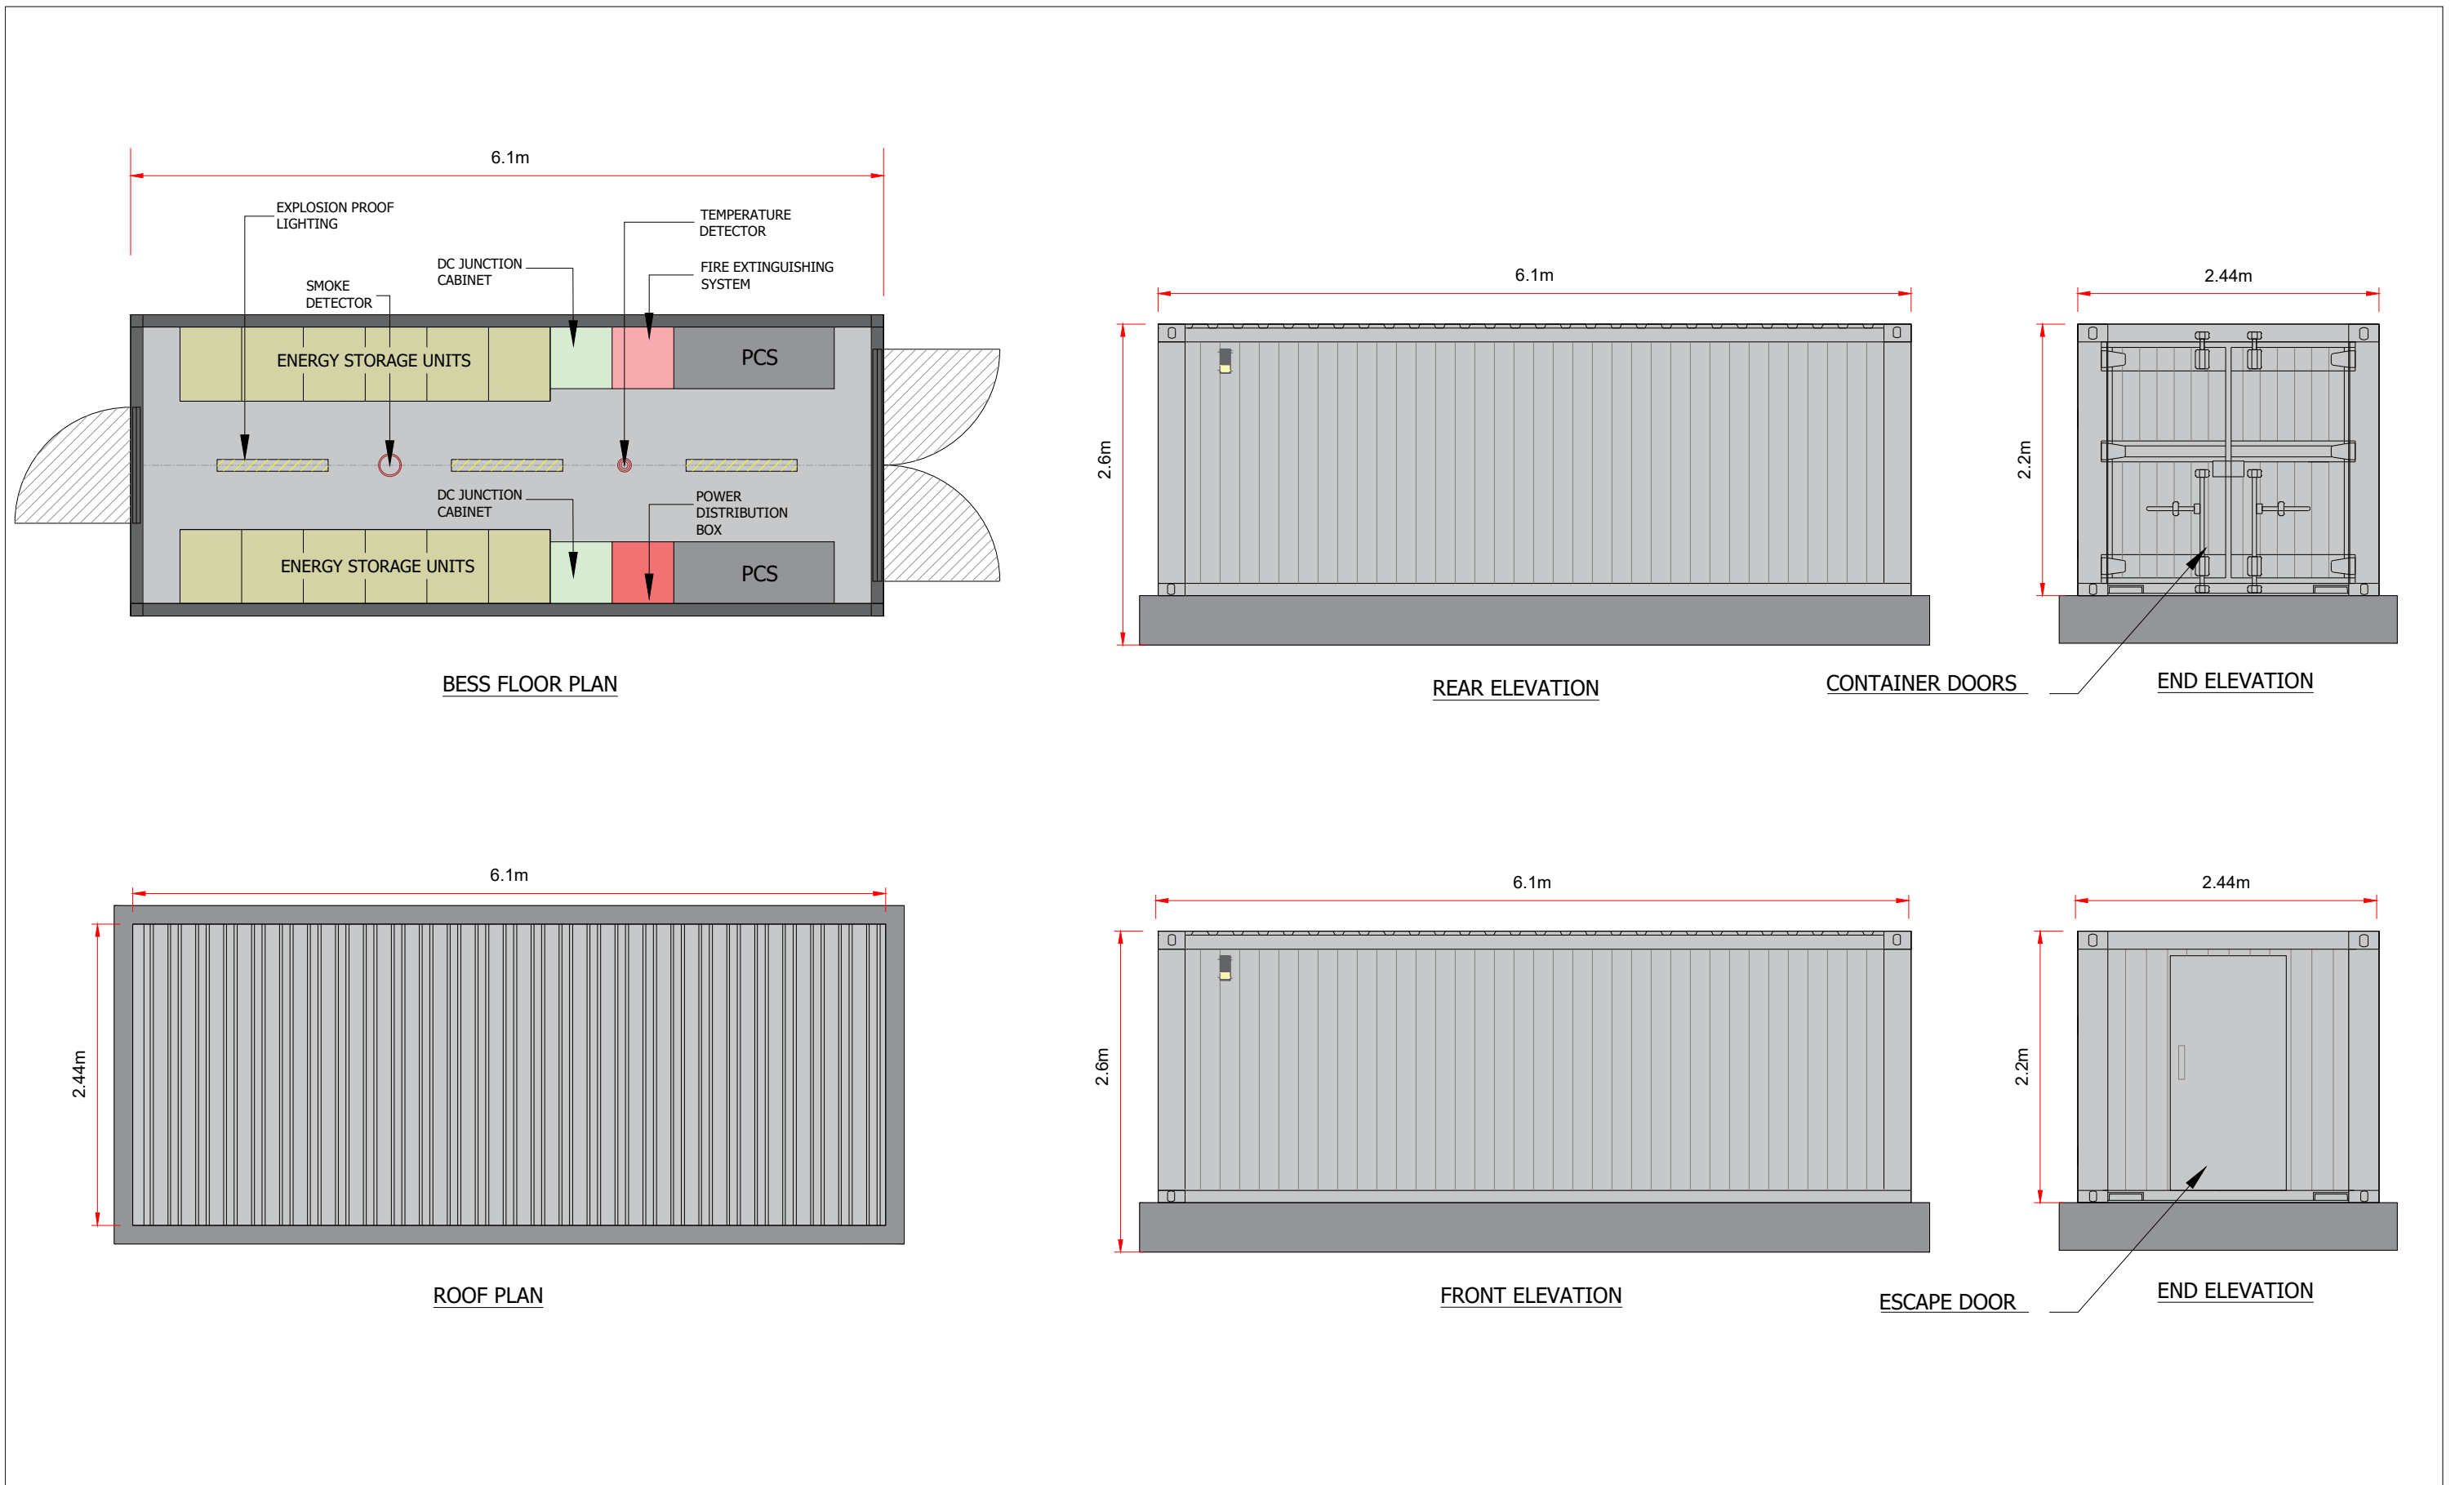 6.1m
EXPLOSION PROOF
LIGHTING
TEMPERATURE
DETECTOR
DC JUNCTION
CABINET
FIRE EXTINGUISHING
SYSTEM
SMOKE
DETECTOR
ENERGY STORAGE UNITS
PCS
DC JUNCTION
CABINET
POWER
DISTRIBUTION
BOX
ENERGY STORAGE UNITS
PCS
BESS FLOOR PLAN
6.1m
2.6m
REAR ELEVATION
2.44m
2.2m
CONTAINER DOORS
END ELEVATION
6.1m
2.44m
ROOF PLAN
6.1m
2.6m
FRONT ELEVATION
2.44m
2.2m
ESCAPE DOOR
END ELEVATION